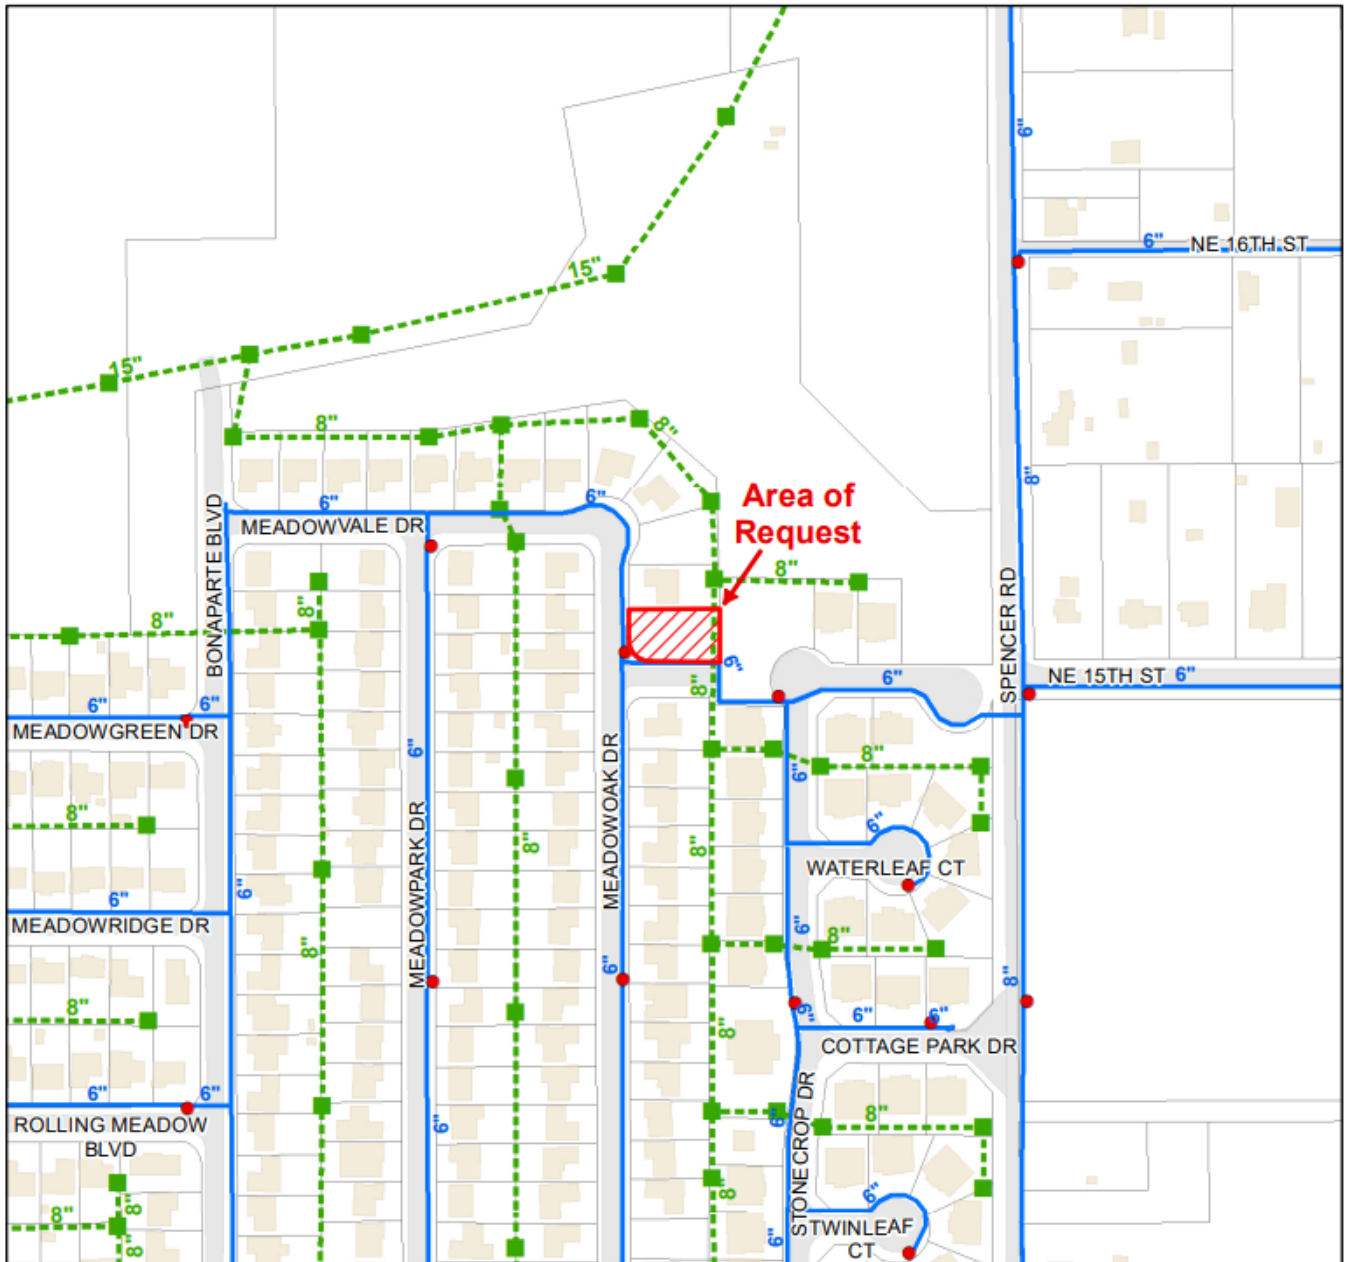 6"
6"
NE 16TH ST
15"
15"
8"
8"
8"
Area of
Request
6"
6"
MEADOWVALE DR
BONAPARTE BLVD
8"
8"
8"
SPENCER RD
6"
8"
6"
NE 15TH ST
6"
6"
6"
MEADOWGREEN DR
6"
MEADOWPARK DR
MEADOWOAK DR
6"
8"
8"
8"
8"
6"
WATERLEAF CT
6"
MEADOWRIDGE DR
6"
8"
6"
6"
8"
8"
8"
6"
6"
6"
COTTAGE PARK DR
8"
6"
6"
ROLLING MEADOW
BLVD
6"
6"
STONECROP DR
8"
8"
6"
6"
TWINLEAF
CT
8"
8"
8"